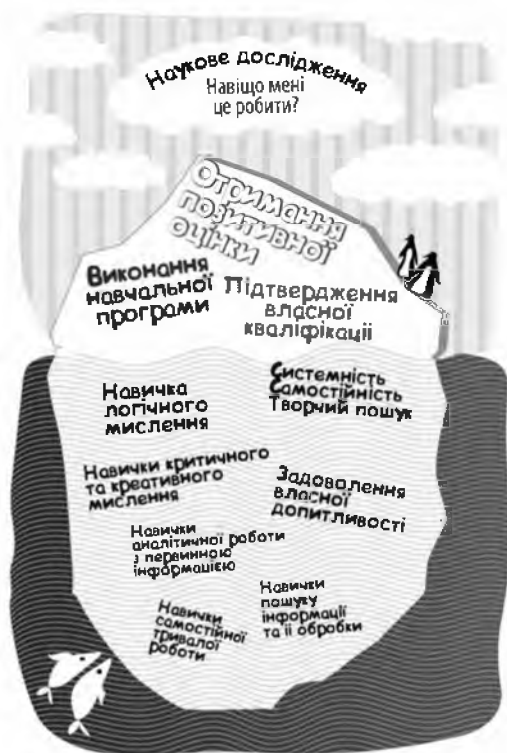 Наукове дослідження
Навіщо мені
це робити?
Отримання
позитивної
оцінки
Виконання
навчальної
програми
Підтвердження
власної
кваліфікації
Навичка
логічного
мислення
Системність
Самостійність
Творчий пошук
Навички критичного
та креативного
мислення
Задоволення
власної
допитливості
Навички
аналітичної роботи
з первинною
інформацією
Навички
пошуку
інформації
та її обробки
Навички
самостійної
тривалої
роботи